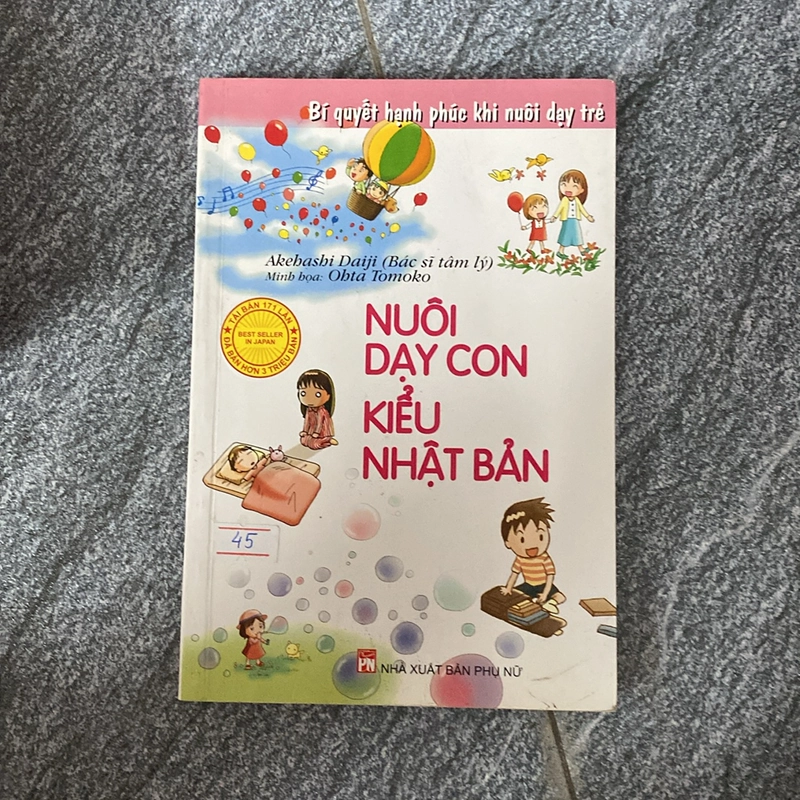 Bí quyết hạnh phúc khi nuôi dạy trẻ
Akehashi Daiji (Bác sĩ tâm lý)
Minh họa: Ohta Tomoko
TÁI BẢN 171 LẦN
BEST SELLER
IN JAPAN
ĐÃ BÁN HƠN 3 TRIỆU BẢN
NUÔI
DẠY CON
KIỂU
NHẬT BẢN
45
PN NHÀ XUẤT BẢN PHỤ NỮ